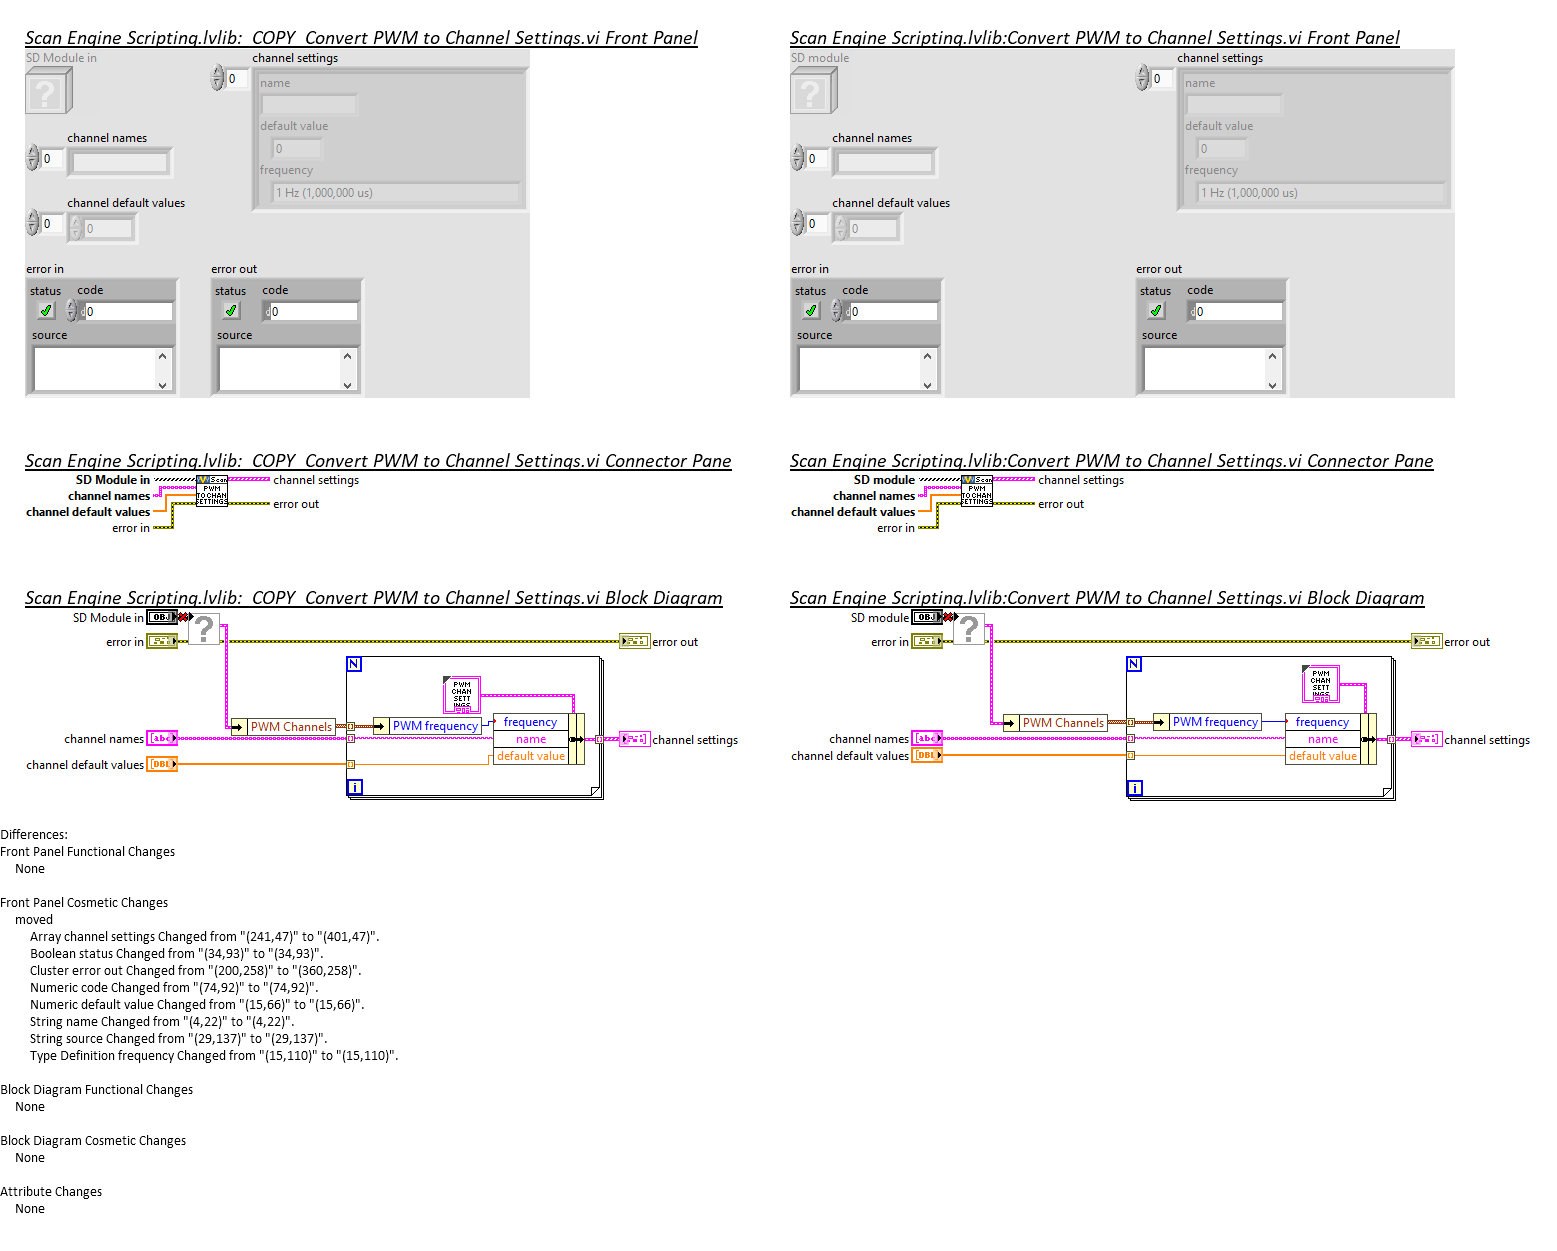 Scan Engine Scripting.lvlib:_COPY_Convert PWM to Channel Settings.vi Front Panel
SD Module in
channel settings
0
name
default value
0
frequency
1 Hz (1,000,000 us)
channel names
0
channel default values
0
0
error in
status
code
d
0
source
error out
status
code
d
0
source
Scan Engine Scripting.lvlib:Convert PWM to Channel Settings.vi Front Panel
SD module
channel settings
0
name
default value
0
frequency
1 Hz (1,000,000 us)
channel names
0
channel default values
0
0
error in
status
code
d
0
source
error out
status
code
d
0
source
Scan Engine Scripting.lvlib:_COPY_Convert PWM to Channel Settings.vi Connector Pane
SD Module in
channel names
channel default values
error in
Scan
PWM
TO CHAN
SETTINGS
channel settings
error out
Scan Engine Scripting.lvlib:Convert PWM to Channel Settings.vi Connector Pane
SD module
channel names
channel default values
error in
Scan
PWM
TO CHAN
SETTINGS
channel settings
error out
Scan Engine Scripting.lvlib:_COPY_Convert PWM to Channel Settings.vi Block Diagram
SD Module in
OBJ
?
error in
error out
N
PWM
CHAN
SETT
INGS
PWM Channels
PWM frequency
frequency
name
default value
channel names
abc
channel settings
channel default values
DBL
i
Scan Engine Scripting.lvlib:Convert PWM to Channel Settings.vi Block Diagram
SD module
OBJ
?
error in
error out
N
PWM
CHAN
SETT
INGS
PWM Channels
PWM frequency
frequency
name
default value
channel names
abc
channel settings
channel default values
DBL
i
Differences:
Front Panel Functional Changes
None
Front Panel Cosmetic Changes
moved
Array channel settings Changed from "(241,47)" to "(401,47)".
Boolean status Changed from "(34,93)" to "(34,93)".
Cluster error out Changed from "(200,258)" to "(360,258)".
Numeric code Changed from "(74,92)" to "(74,92)".
Numeric default value Changed from "(15,66)" to "(15,66)".
String name Changed from "(4,22)" to "(4,22)".
String source Changed from "(29,137)" to "(29,137)".
Type Definition frequency Changed from "(15,110)" to "(15,110)".
Block Diagram Functional Changes
None
Block Diagram Cosmetic Changes
None
Attribute Changes
None